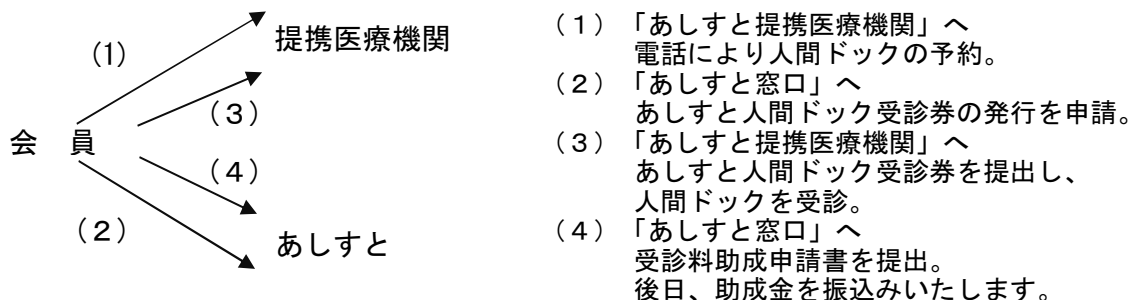 (1)
提携医療機関
(３)
会　員
(４)
(２)
あしすと
(１)　「あしすと提携医療機関」へ
電話により人間ドックの予約。
(２)　「あしすと窓口」へ
あしすと人間ドック受診券の発行を申請。
(３)　「あしすと提携医療機関」へ
あしすと人間ドック受診券を提出し、
人間ドックを受診。
(４)　「あしすと窓口」へ
受診料助成申請書を提出。
後日、助成金を振込みいたします。